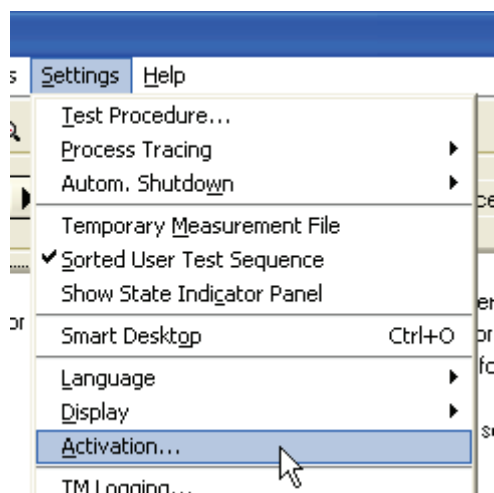 Settings Help
Test Procedure...
Process Tracing
Autom. Shutdown
Temporary Measurement File
Sorted User Test Sequence
Show State Indicator Panel
Smart Desktop Ctrl+O
Language
Display
Activation...
TM Logging...